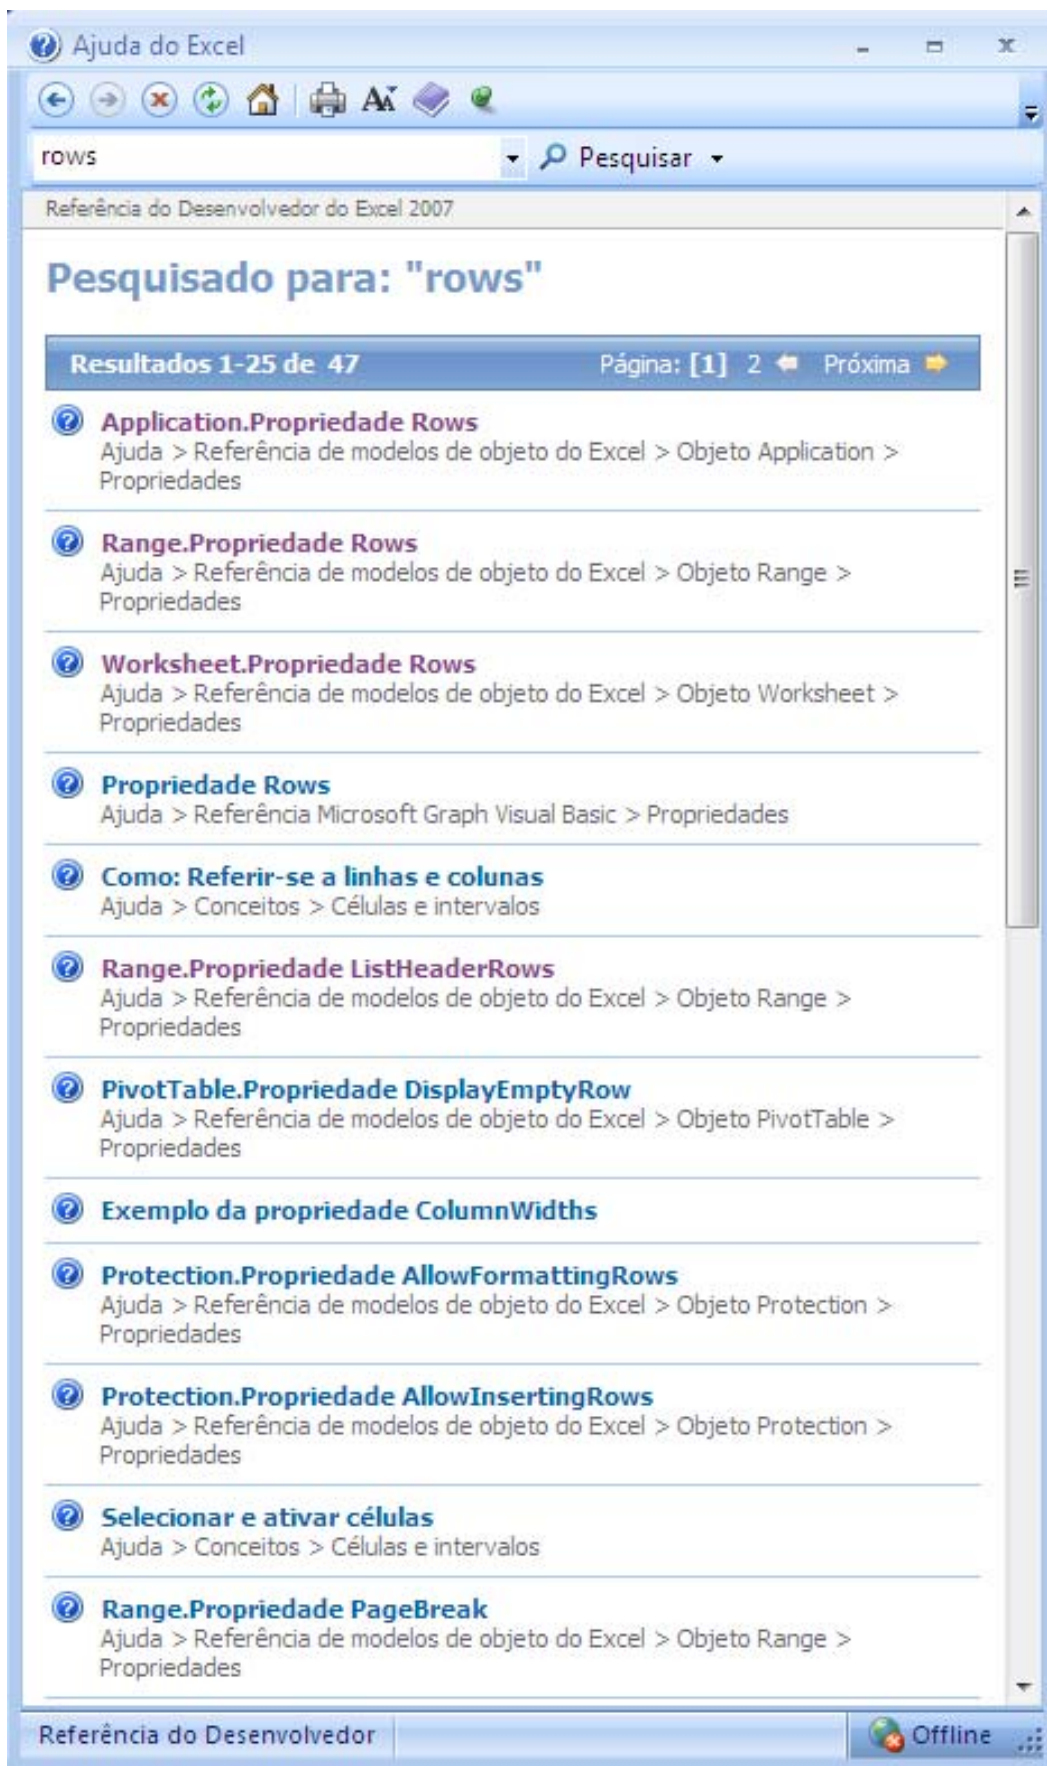 Ajuda do Excel
rows
Pesquisar
Referência do Desenvolvedor do Excel 2007
Pesquisado para: "rows"
Resultados 1-25 de 47 Página: [1] 2 Próxima
Application.Propriedade Rows
Ajuda > Referência de modelos de objeto do Excel > Objeto Application >
Propriedades
Range.Propriedade Rows
Ajuda > Referência de modelos de objeto do Excel > Objeto Range >
Propriedades
Worksheet.Propriedade Rows
Ajuda > Referência de modelos de objeto do Excel > Objeto Worksheet >
Propriedades
Propriedade Rows
Ajuda > Referência Microsoft Graph Visual Basic > Propriedades
Como: Referir-se a linhas e colunas
Ajuda > Conceitos > Células e intervalos
Range.Propriedade ListHeaderRows
Ajuda > Referência de modelos de objeto do Excel > Objeto Range >
Propriedades
PivotTable.Propriedade DisplayEmptyRow
Ajuda > Referência de modelos de objeto do Excel > Objeto PivotTable >
Propriedades
Exemplo da propriedade ColumnWidths
Protection.Propriedade AllowFormattingRows
Ajuda > Referência de modelos de objeto do Excel > Objeto Protection >
Propriedades
Protection.Propriedade AllowInsertingRows
Ajuda > Referência de modelos de objeto do Excel > Objeto Protection >
Propriedades
Selecionar e ativar células
Ajuda > Conceitos > Células e intervalos
Range.Propriedade PageBreak
Ajuda > Referência de modelos de objeto do Excel > Objeto Range >
Propriedades
Referência do Desenvolvedor Offline